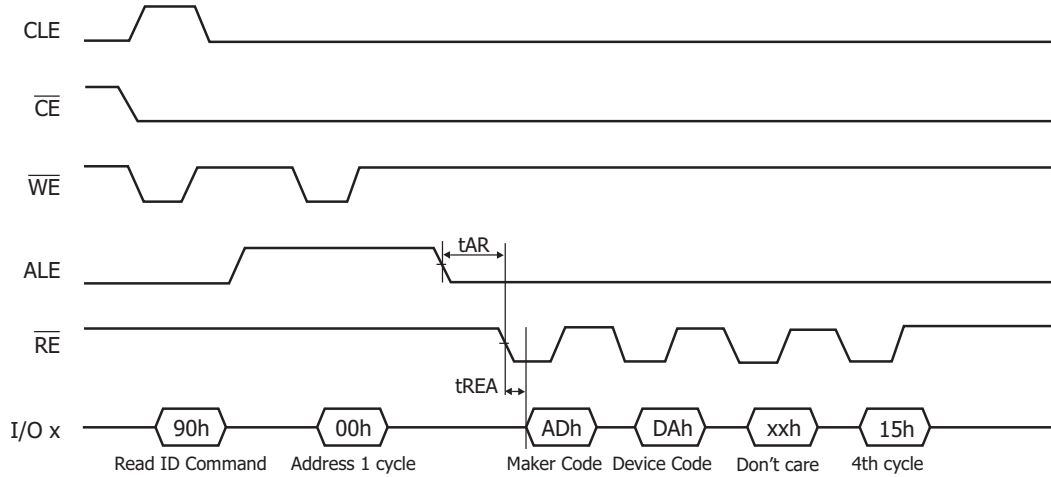 CLE
CE
WE
ALE
tAR
RE
tREA
I/O x
90h
00h
ADh
DAh
xxh
15h
Read ID Command
Address 1 cycle
Maker Code
Device Code
Don't care
4th cycle